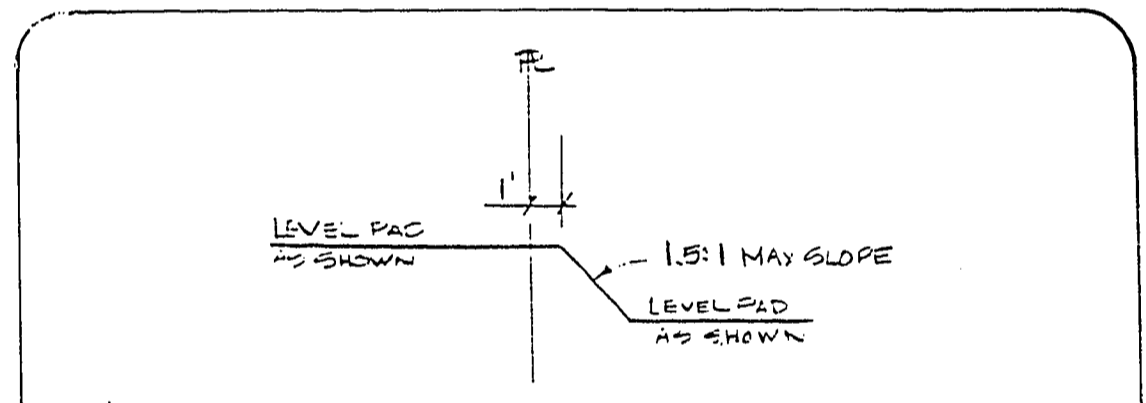 PL
1'
LEVEL PAD
AS SHOWN
1.5:1 MAX SLOPE
LEVEL PAD
AS SHOWN